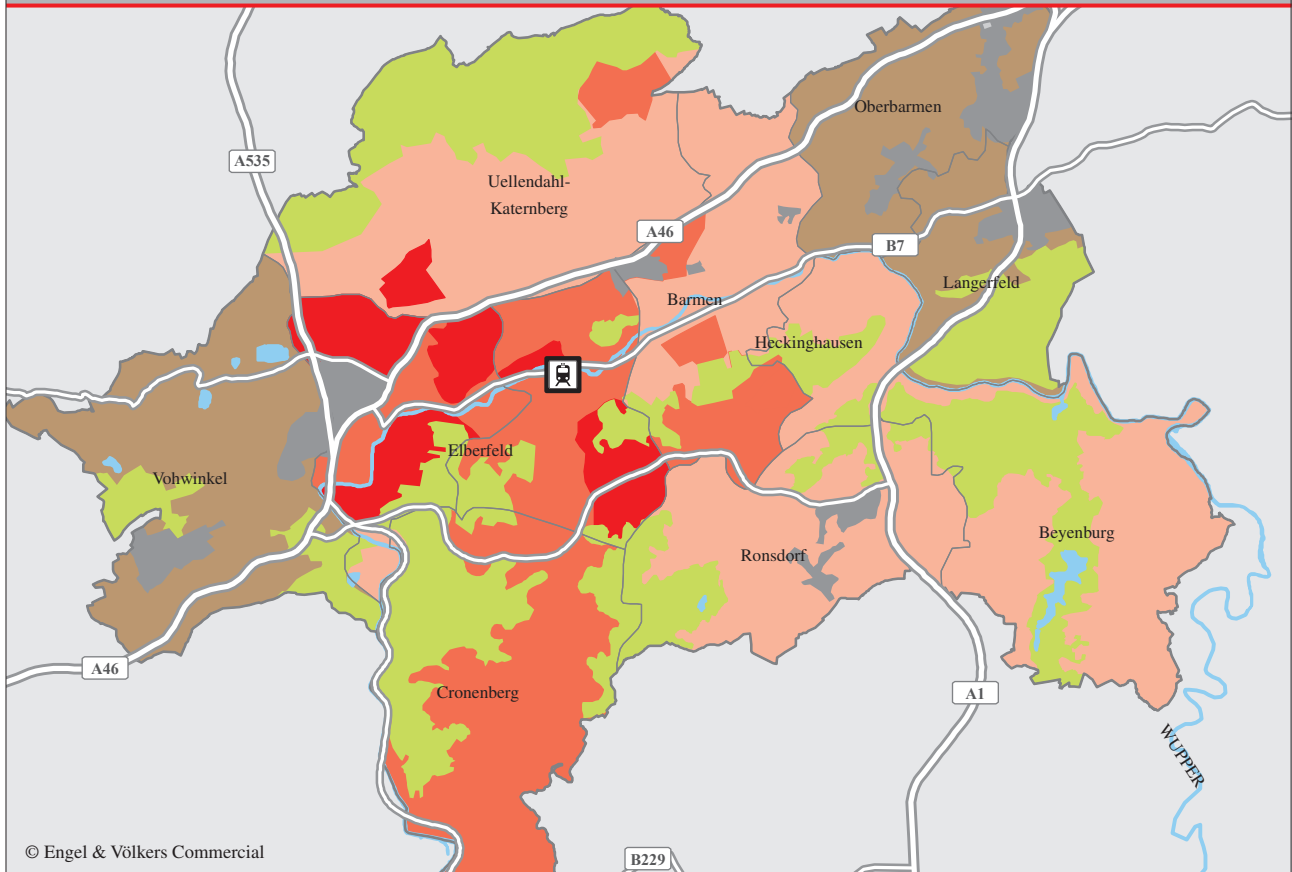 Oberbarmen
A535
Uellendahl-
Katernberg
A46
B7
Langerfeld
Barmen
Heckinghausen
Elberfeld
Vohwinkel
Beyenburg
Ronsdorf
A46
Cronenberg
A1
WUPPER
© Engel & Völkers Commercial
B229